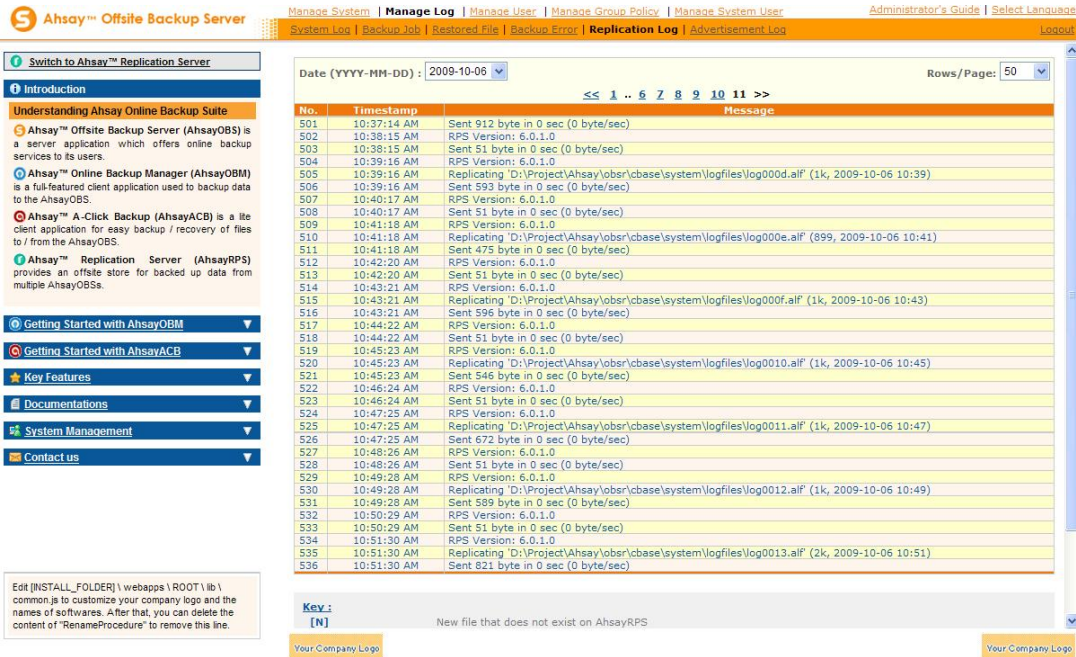 Ahsay™ Offsite Backup Server
Manage System | Manage Log | Manage User | Manage Group Policy | Manage System User
Administrator's Guide | Select Language
System Log | Backup Job | Restored File | Backup Error | Replication Log | Advertisement Log
Logout
Switch to Ahsay™ Replication Server
Introduction
Understanding Ahsay Online Backup Suite
Ahsay™ Offsite Backup Server (AhsayOBS) is
a server application which offers online backup
services to its users.
Ahsay™ Online Backup Manager (AhsayOBM)
is a full-featured client application used to backup data
to the AhsayOBS.
Ahsay™ A-Click Backup (AhsayACB) is a lite
client application for easy backup / recovery of files
to / from the AhsayOBS.
Ahsay™ Replication Server (AhsayRPS)
provides an offsite store for backed up data from
multiple AhsayOBSs.
Getting Started with AhsayOBM
Getting Started with AhsayACB
Key Features
Documentations
System Management
Contact us
Edit [INSTALL_FOLDER] \ webapps \ ROOT \ lib \
common.js to customize your company logo and the
names of softwares. After that, you can delete the
content of "RenameProcedure" to remove this line.
Date (YYYY-MM-DD) : 2009-10-06
Rows/Page: 50
<< 1 .. 6 7 8 9 10 11 >>
No. Timestamp Message
501 10:37:14 AM Sent 912 byte in 0 sec (0 byte/sec)
502 10:38:15 AM RPS Version: 6.0.1.0
503 10:38:15 AM Sent 51 byte in 0 sec (0 byte/sec)
504 10:39:16 AM RPS Version: 6.0.1.0
505 10:39:16 AM Replicating 'D:\Project\Ahsay\obsr\cbase\system\logfiles\log000d.alf' (1k, 2009-10-06 10:39)
506 10:39:16 AM Sent 593 byte in 0 sec (0 byte/sec)
507 10:40:17 AM RPS Version: 6.0.1.0
508 10:40:17 AM Sent 51 byte in 0 sec (0 byte/sec)
509 10:41:18 AM RPS Version: 6.0.1.0
510 10:41:18 AM Replicating 'D:\Project\Ahsay\obsr\cbase\system\logfiles\log000e.alf' (899, 2009-10-06 10:41)
511 10:41:18 AM Sent 475 byte in 0 sec (0 byte/sec)
512 10:42:20 AM RPS Version: 6.0.1.0
513 10:42:20 AM Sent 51 byte in 0 sec (0 byte/sec)
514 10:43:21 AM RPS Version: 6.0.1.0
515 10:43:21 AM Replicating 'D:\Project\Ahsay\obsr\cbase\system\logfiles\log000f.alf' (1k, 2009-10-06 10:43)
516 10:43:21 AM Sent 596 byte in 0 sec (0 byte/sec)
517 10:44:22 AM RPS Version: 6.0.1.0
518 10:44:22 AM Sent 51 byte in 0 sec (0 byte/sec)
519 10:45:23 AM RPS Version: 6.0.1.0
520 10:45:23 AM Replicating 'D:\Project\Ahsay\obsr\cbase\system\logfiles\log0010.alf' (1k, 2009-10-06 10:45)
521 10:45:23 AM Sent 546 byte in 0 sec (0 byte/sec)
522 10:46:24 AM RPS Version: 6.0.1.0
523 10:46:24 AM Sent 51 byte in 0 sec (0 byte/sec)
524 10:47:25 AM RPS Version: 6.0.1.0
525 10:47:25 AM Replicating 'D:\Project\Ahsay\obsr\cbase\system\logfiles\log0011.alf' (1k, 2009-10-06 10:47)
526 10:47:25 AM Sent 672 byte in 0 sec (0 byte/sec)
527 10:48:26 AM RPS Version: 6.0.1.0
528 10:48:26 AM Sent 51 byte in 0 sec (0 byte/sec)
529 10:49:28 AM RPS Version: 6.0.1.0
530 10:49:28 AM Replicating 'D:\Project\Ahsay\obsr\cbase\system\logfiles\log0012.alf' (1k, 2009-10-06 10:49)
531 10:49:28 AM Sent 589 byte in 0 sec (0 byte/sec)
532 10:50:29 AM RPS Version: 6.0.1.0
533 10:50:29 AM Sent 51 byte in 0 sec (0 byte/sec)
534 10:51:30 AM RPS Version: 6.0.1.0
535 10:51:30 AM Replicating 'D:\Project\Ahsay\obsr\cbase\system\logfiles\log0013.alf' (2k, 2009-10-06 10:51)
536 10:51:30 AM Sent 821 byte in 0 sec (0 byte/sec)
Key :
[N] New file that does not exist on AhsayRPS
Your Company Logo
Your Company Logo